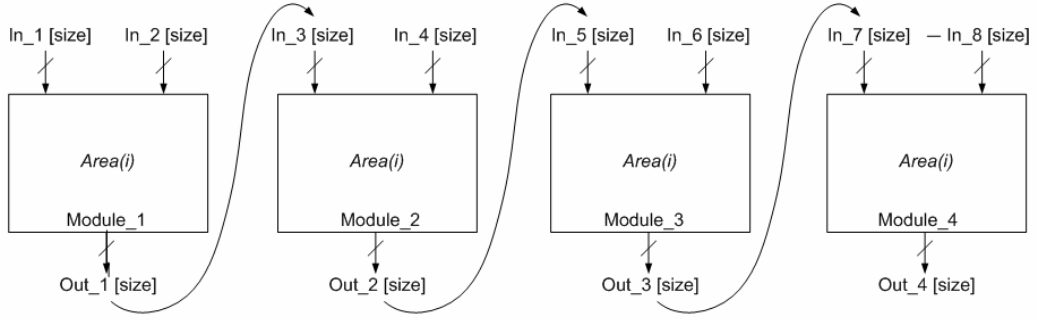 In_1 [size] In_2 [size] In_3 [size] In_4 [size] In_5 [size] In_6 [size] In_7 [size] — In_8 [size]
Area(i) Area(i) Area(i) Area(i)
Module_1 Module_2 Module_3 Module_4
Out_1 [size] Out_2 [size] Out_3 [size] Out_4 [size]